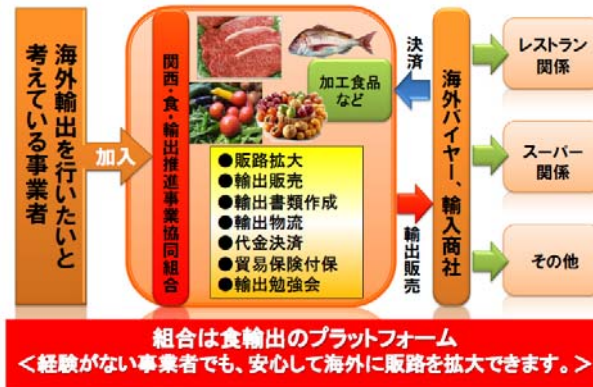 海外輸出を行いたいと
考えている事業者
加入
関西・食・輸出推進事業協同組合
加工食品
など
●販路拡大
●輸出販売
●輸出書類作成
●輸出物流
●代金決済
●貿易保険付保
●輸出勉強会
決済
輸出販売
海外バイヤー、輸入商社
レストラン
関係
スーパー
関係
その他
組合は食輸出のプラットフォーム
＜経験がない事業者でも、安心して海外に販路を拡大できます。＞